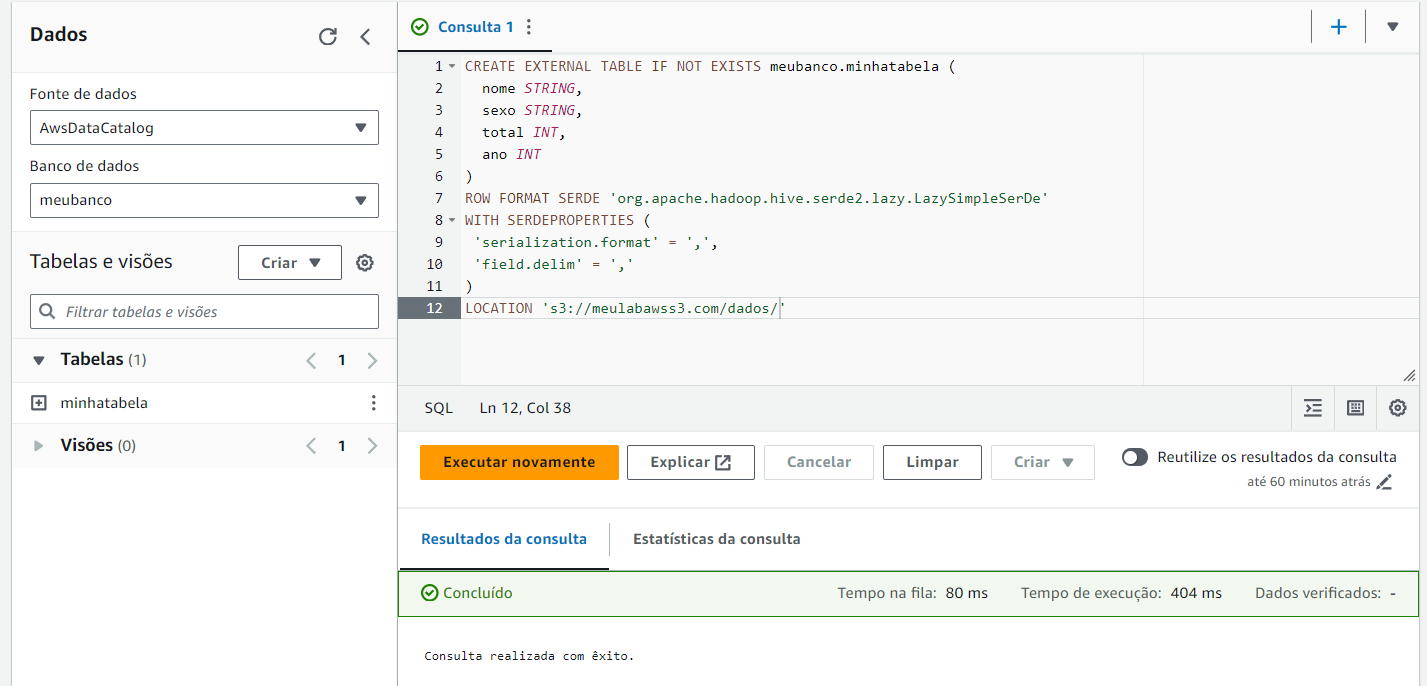 Dados
Fonte de dados
AwsDataCatalog
Banco de dados
meubanco
Tabelas e visões
Criar
Filtrar tabelas e visões
Tabelas (1)
1
minhatabela
Visões (0)
1
Consulta 1
1 CREATE EXTERNAL TABLE IF NOT EXISTS meubanco.minhatabela (
2 nome STRING,
3 sexo STRING,
4 total INT,
5 ano INT
6 )
7 ROW FORMAT SERDE 'org.apache.hadoop.hive.serde2.lazy.LazySimpleSerDe'
8 WITH SERDEPROPERTIES (
9 'serialization.format' = ',',
10 'field.delim' = ','
11 )
12 LOCATION 's3://meulabawss3.com/dados/'
SQL Ln 12, Col 38
Executar novamente Explicar Cancelar Limpar Criar Reutilize os resultados da consulta
até 60 minutos atrás
Resultados da consulta Estatísticas da consulta
Concluído Tempo na fila: 80 ms Tempo de execução: 404 ms Dados verificados: -
Consulta realizada com êxito.